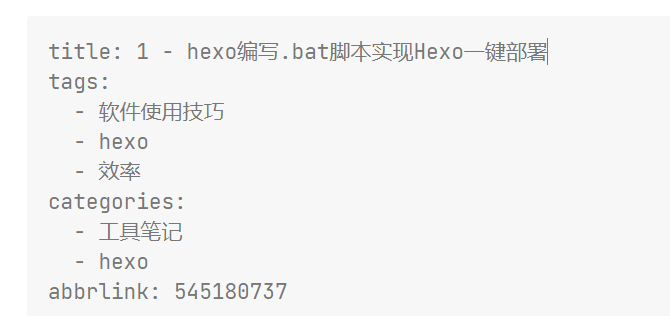 title: 1 - hexo编写.bat脚本实现Hexo一键部署
tags:
  - 软件使用技巧
  - hexo
  - 效率
categories:
  - 工具笔记
  - hexo
abbrlink: 545180737